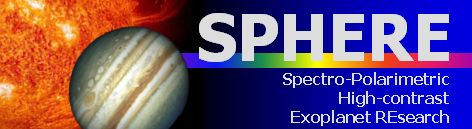 SPHERE
Spectro-Polarimetric
High-contrast
Exoplanet REsearch